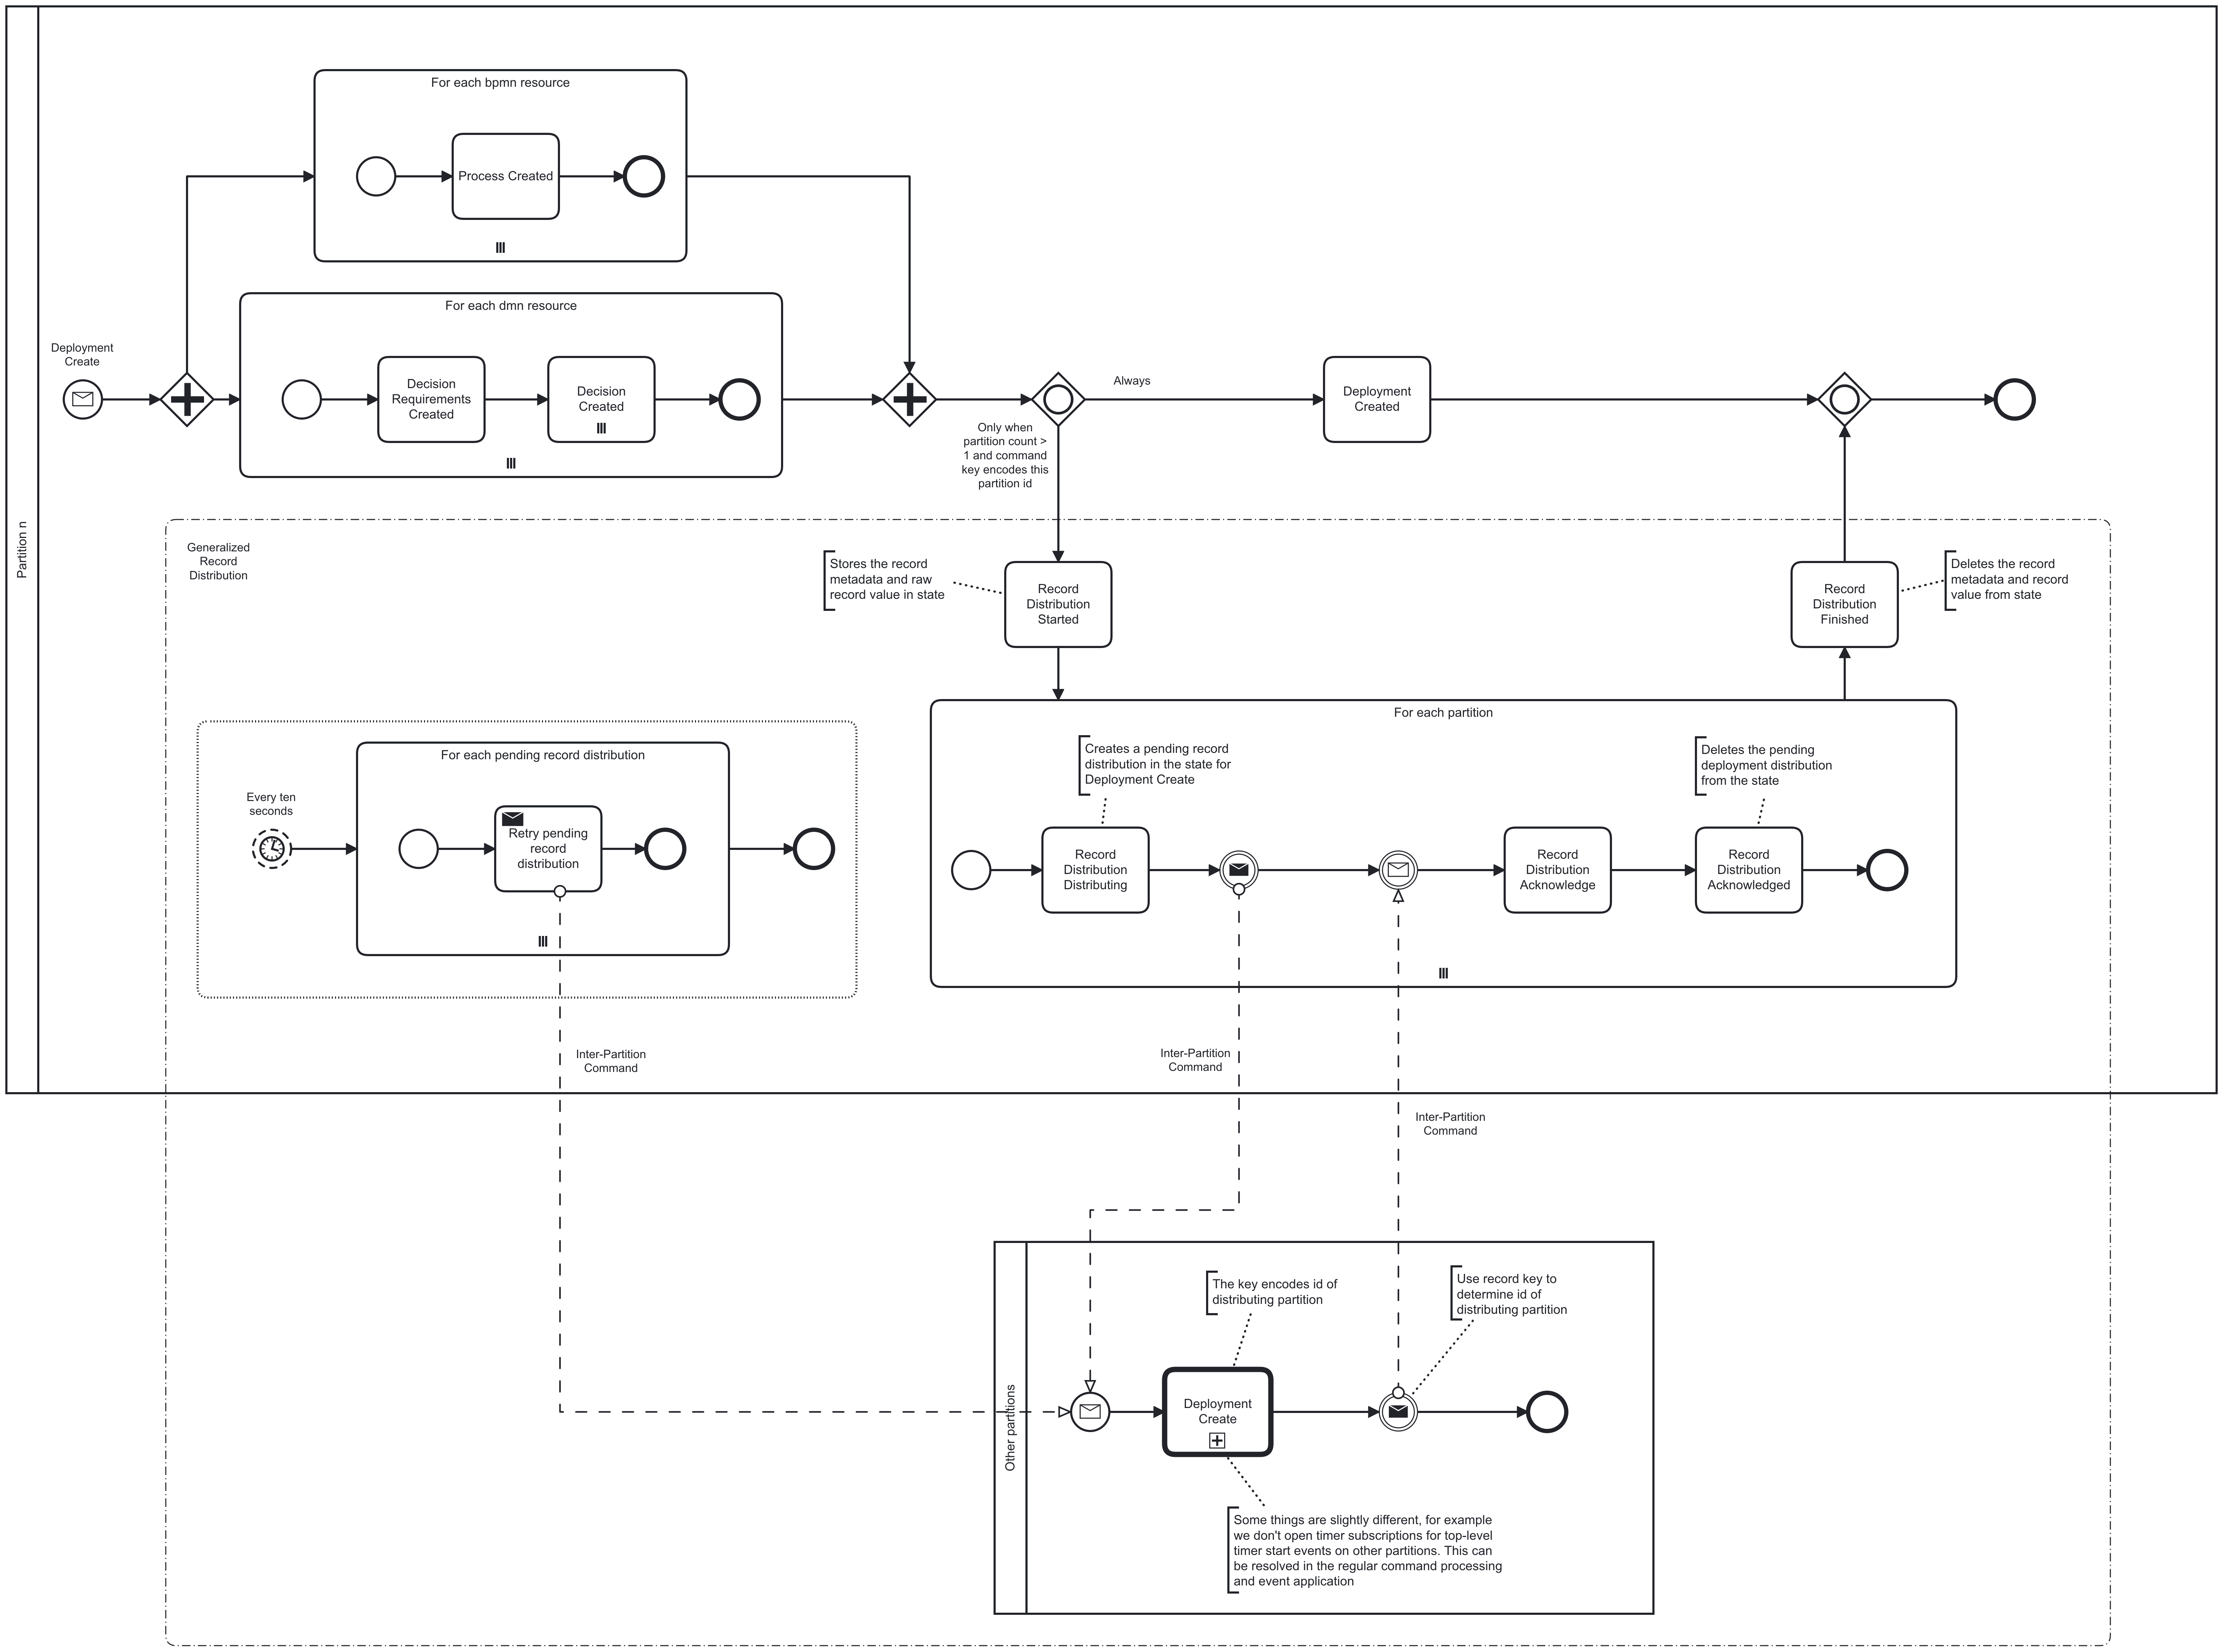 Partition n
For each bpmn resource
Process Created
For each dmn resource
Deployment
Create
Decision
Requirements
Created
Decision
Created
Always
Only when
partition count >
1 and command
key encodes this
partition id
Deployment
Created
Generalized
Record
Distribution
Stores the record
metadata and raw
record value in state
Record
Distribution
Started
Record
Distribution
Finished
Deletes the record
metadata and record
value from state
For each pending record distribution
Every ten
seconds
Retry pending
record
distribution
For each partition
Creates a pending record
distribution in the state for
Deployment Create
Deletes the pending
deployment distribution
from the state
Record
Distribution
Distributing
Record
Distribution
Acknowledge
Record
Distribution
Acknowledged
Inter-Partition
Command
Inter-Partition
Command
Inter-Partition
Command
Other partitions
The key encodes id of
distributing partition
Use record key to
determine id of
distributing partition
Deployment
Create
Some things are slightly different, for example
we don't open timer subscriptions for top-level
timer start events on other partitions. This can
be resolved in the regular command processing
and event application